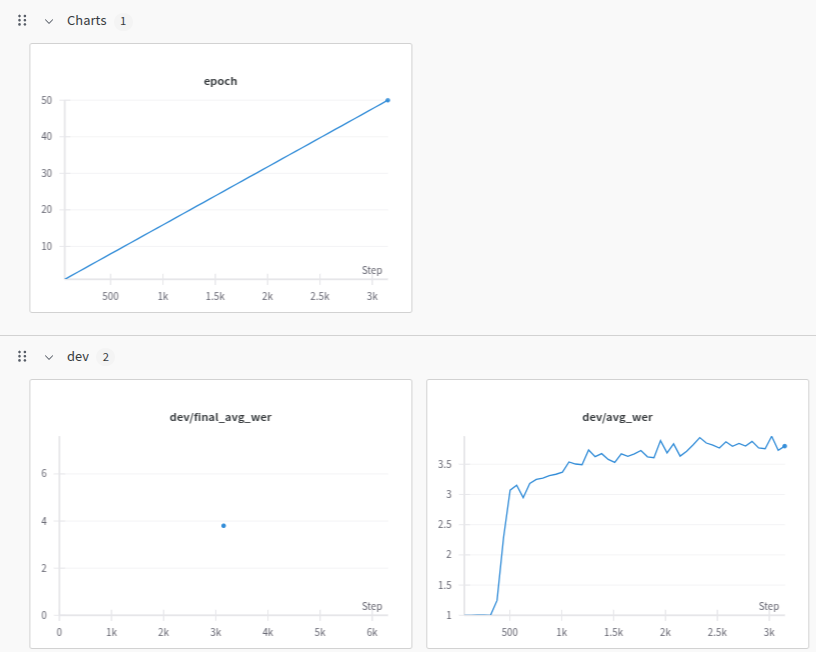 Charts 1
epoch
50
40
30
20
10
Step
500 1k 1.5k 2k 2.5k 3k
dev 2
dev/final_avg_wer
6
4
2
0
Step
0 1k 2k 3k 4k 5k 6k
dev/avg_wer
3.5
3
2.5
2
1.5
1
Step
500 1k 1.5k 2k 2.5k 3k